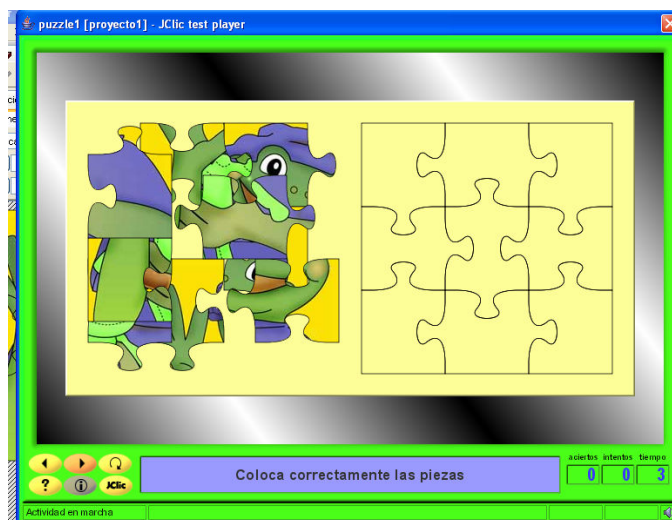 puzzle1 [proyecto1] - JClic test player
Coloca correctamente las piezas
aciertos intentos tiempo
0 0 3
? i JClic
Actividad en marcha